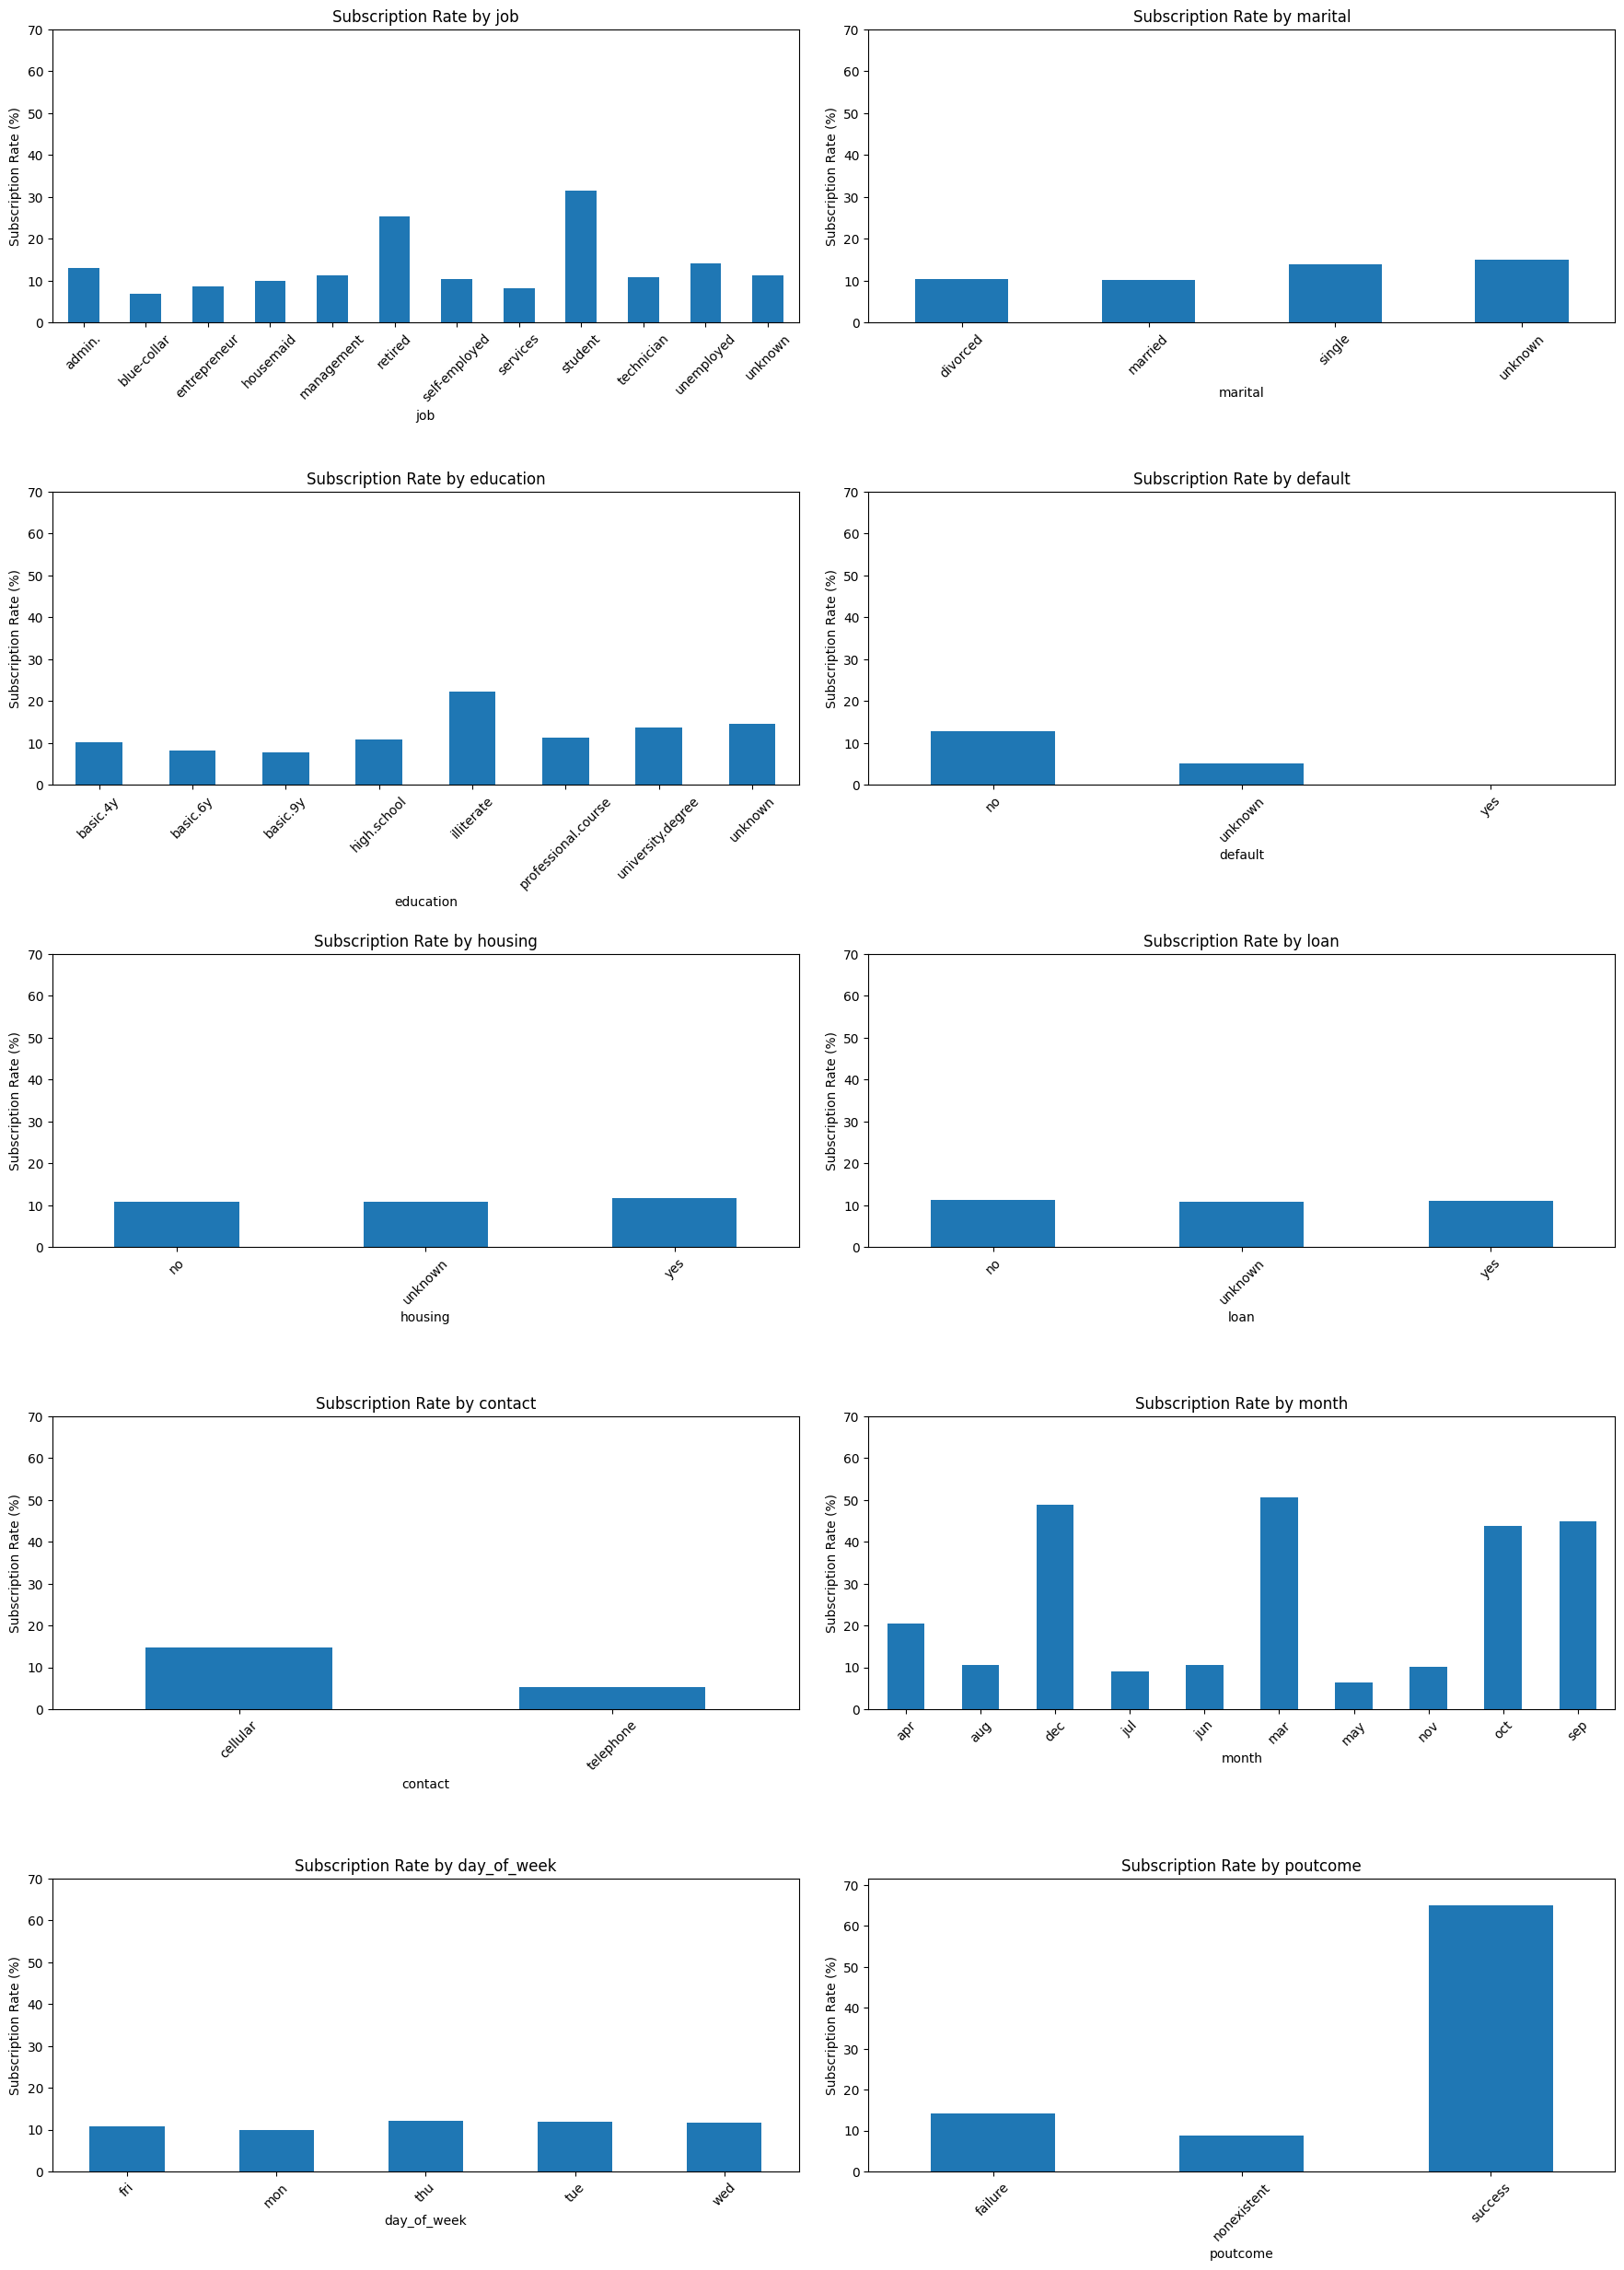 Subscription Rate by job
Subscription Rate (%)
70
60
50
40
30
20
10
0
admin.
blue-collar
entrepreneur
housemaid
management
retired
self-employed
services
student
technician
unemployed
unknown
job
Subscription Rate by marital
Subscription Rate (%)
70
60
50
40
30
20
10
0
divorced
married
single
unknown
marital
Subscription Rate by education
Subscription Rate (%)
70
60
50
40
30
20
10
0
basic.4y
basic.6y
basic.9y
high.school
illiterate
professional.course
university.degree
unknown
education
Subscription Rate by default
Subscription Rate (%)
70
60
50
40
30
20
10
0
no
unknown
yes
default
Subscription Rate by housing
Subscription Rate (%)
70
60
50
40
30
20
10
0
no
unknown
yes
housing
Subscription Rate by loan
Subscription Rate (%)
70
60
50
40
30
20
10
0
no
unknown
yes
loan
Subscription Rate by contact
Subscription Rate (%)
70
60
50
40
30
20
10
0
cellular
telephone
contact
Subscription Rate by month
Subscription Rate (%)
70
60
50
40
30
20
10
0
apr
aug
dec
jul
jun
mar
may
nov
oct
sep
month
Subscription Rate by day_of_week
Subscription Rate (%)
70
60
50
40
30
20
10
0
fri
mon
thu
tue
wed
day_of_week
Subscription Rate by poutcome
Subscription Rate (%)
70
60
50
40
30
20
10
0
failure
nonexistent
success
poutcome